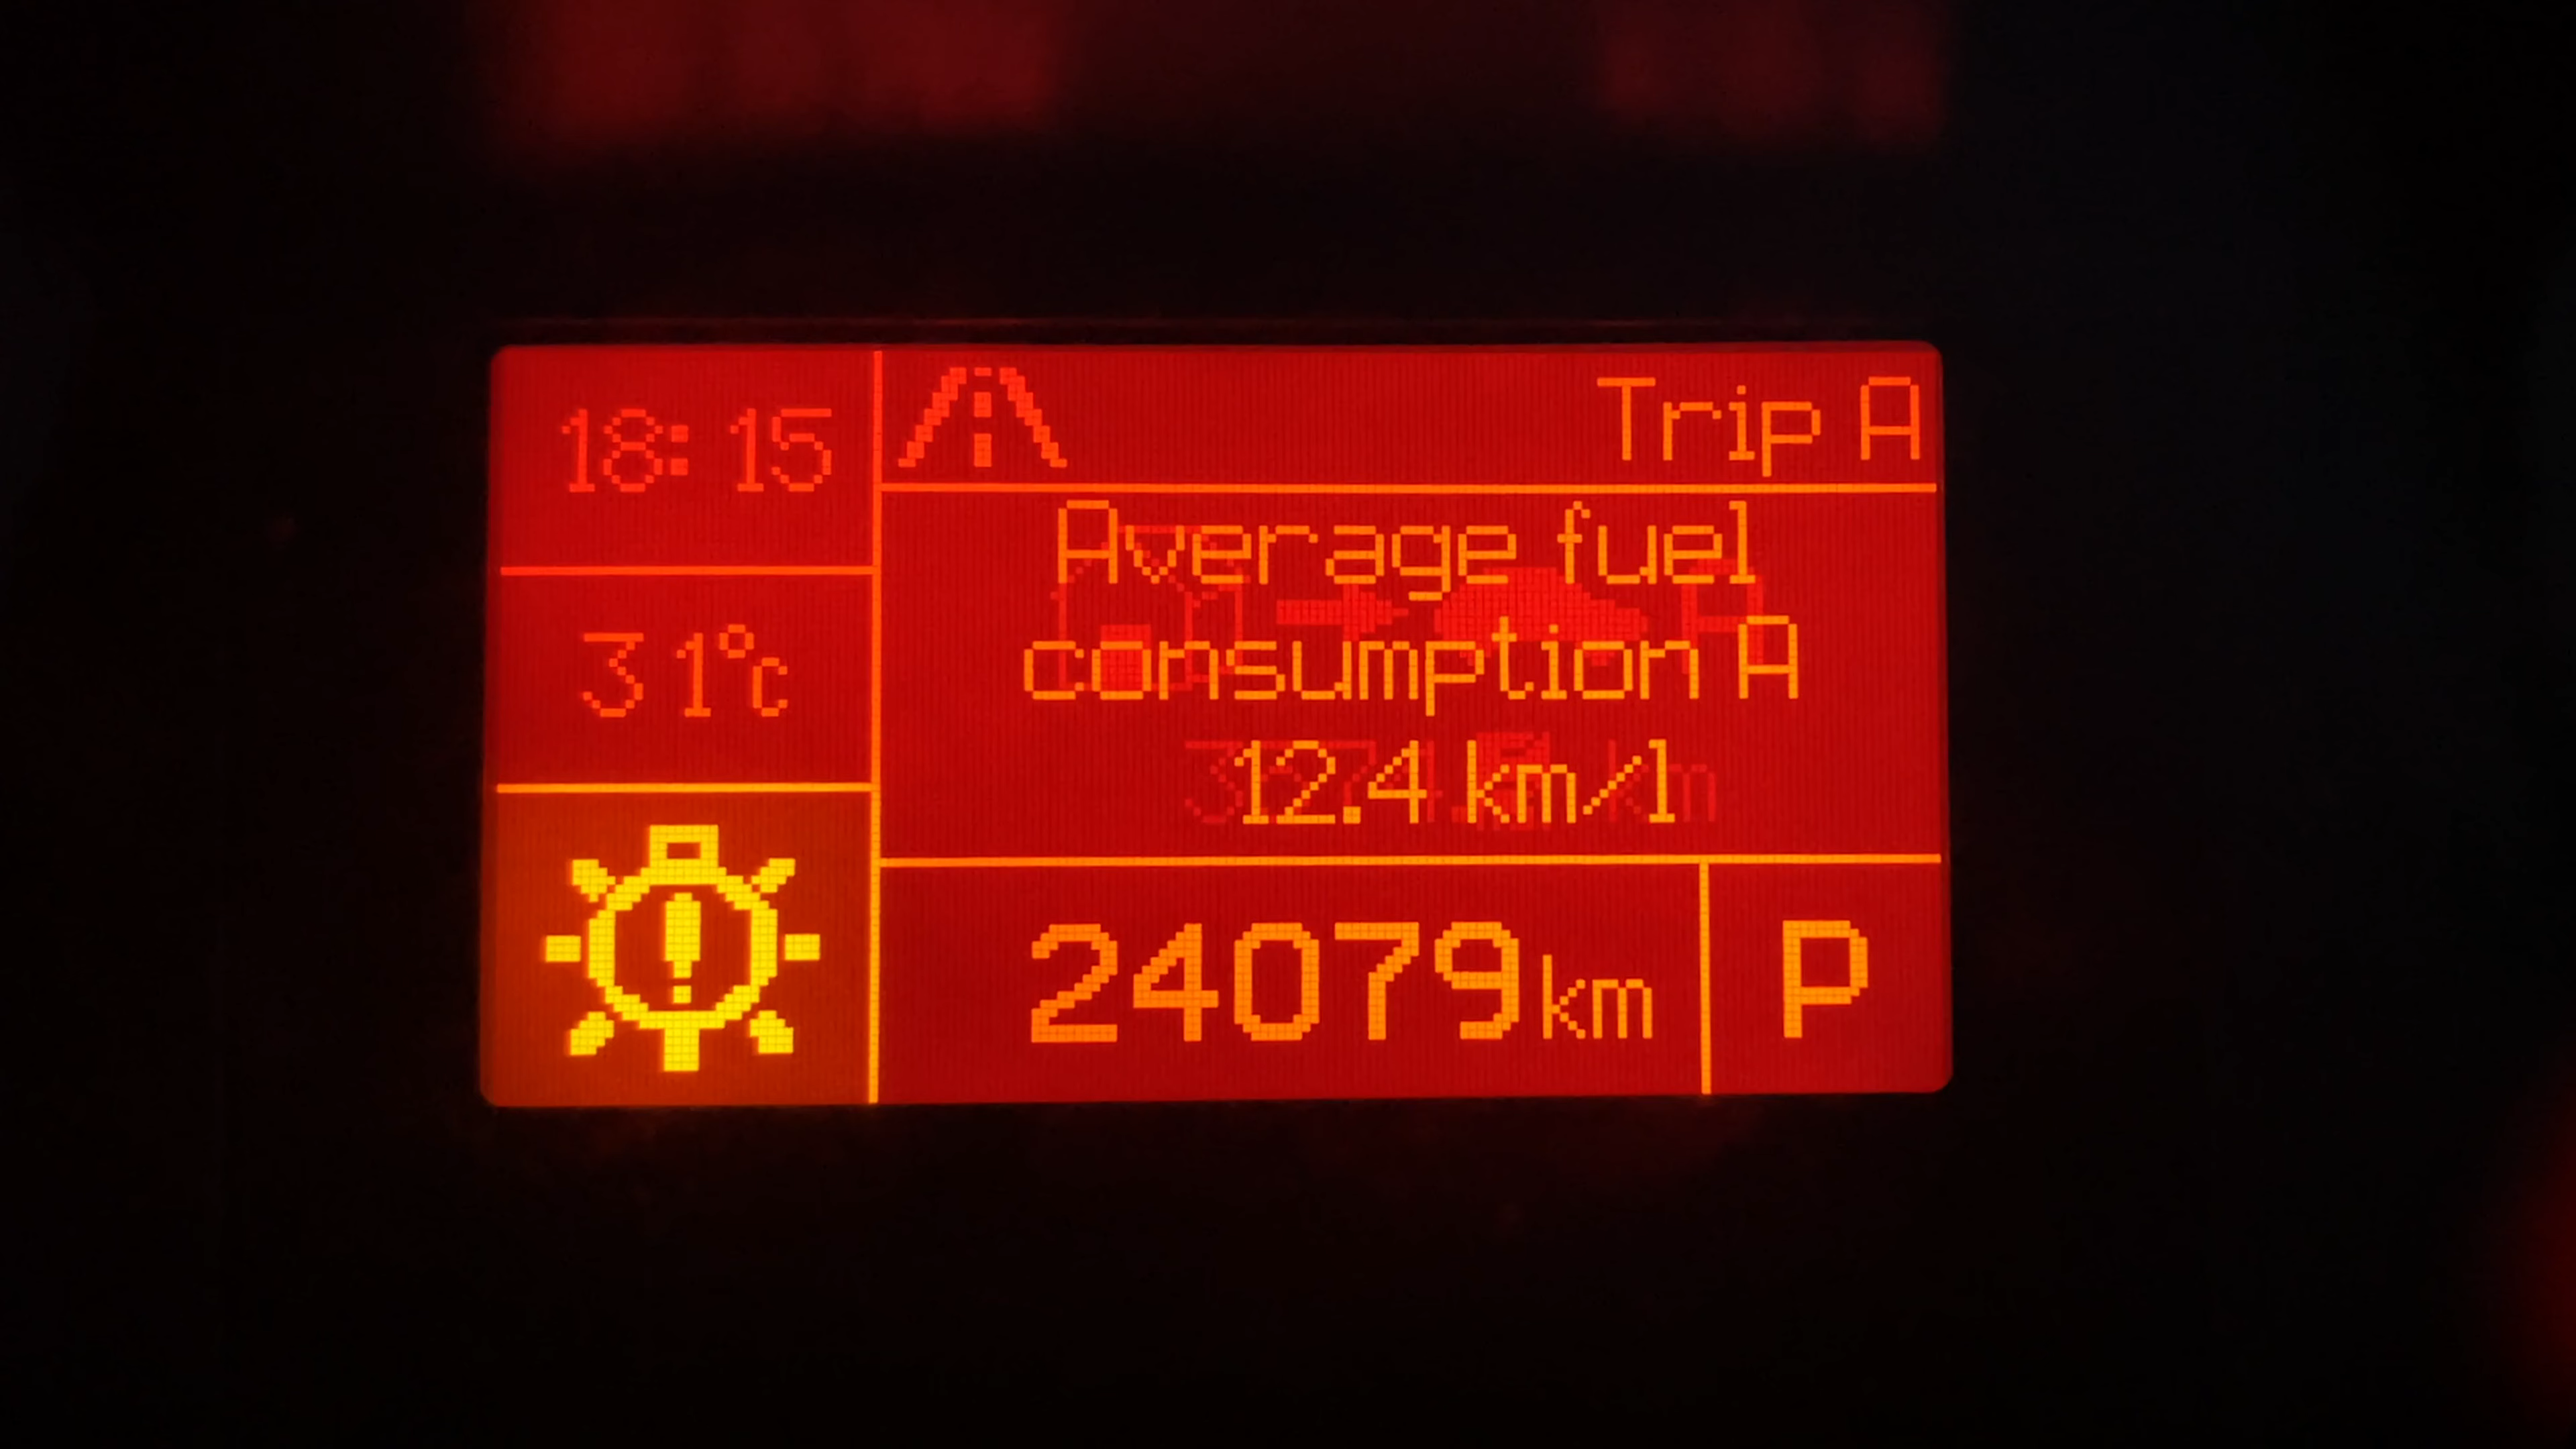 18:15
Trip A
Average fuel
consumption A
31°c
12.4 km/l
24079km
P